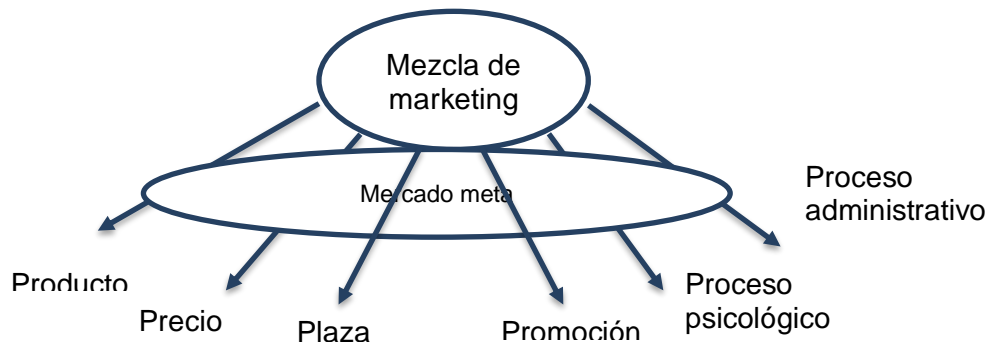 Mezcla de
marketing
Mercado meta
Proceso
administrativo
Producto
Precio
Plaza
Promoción
Proceso
psicológico